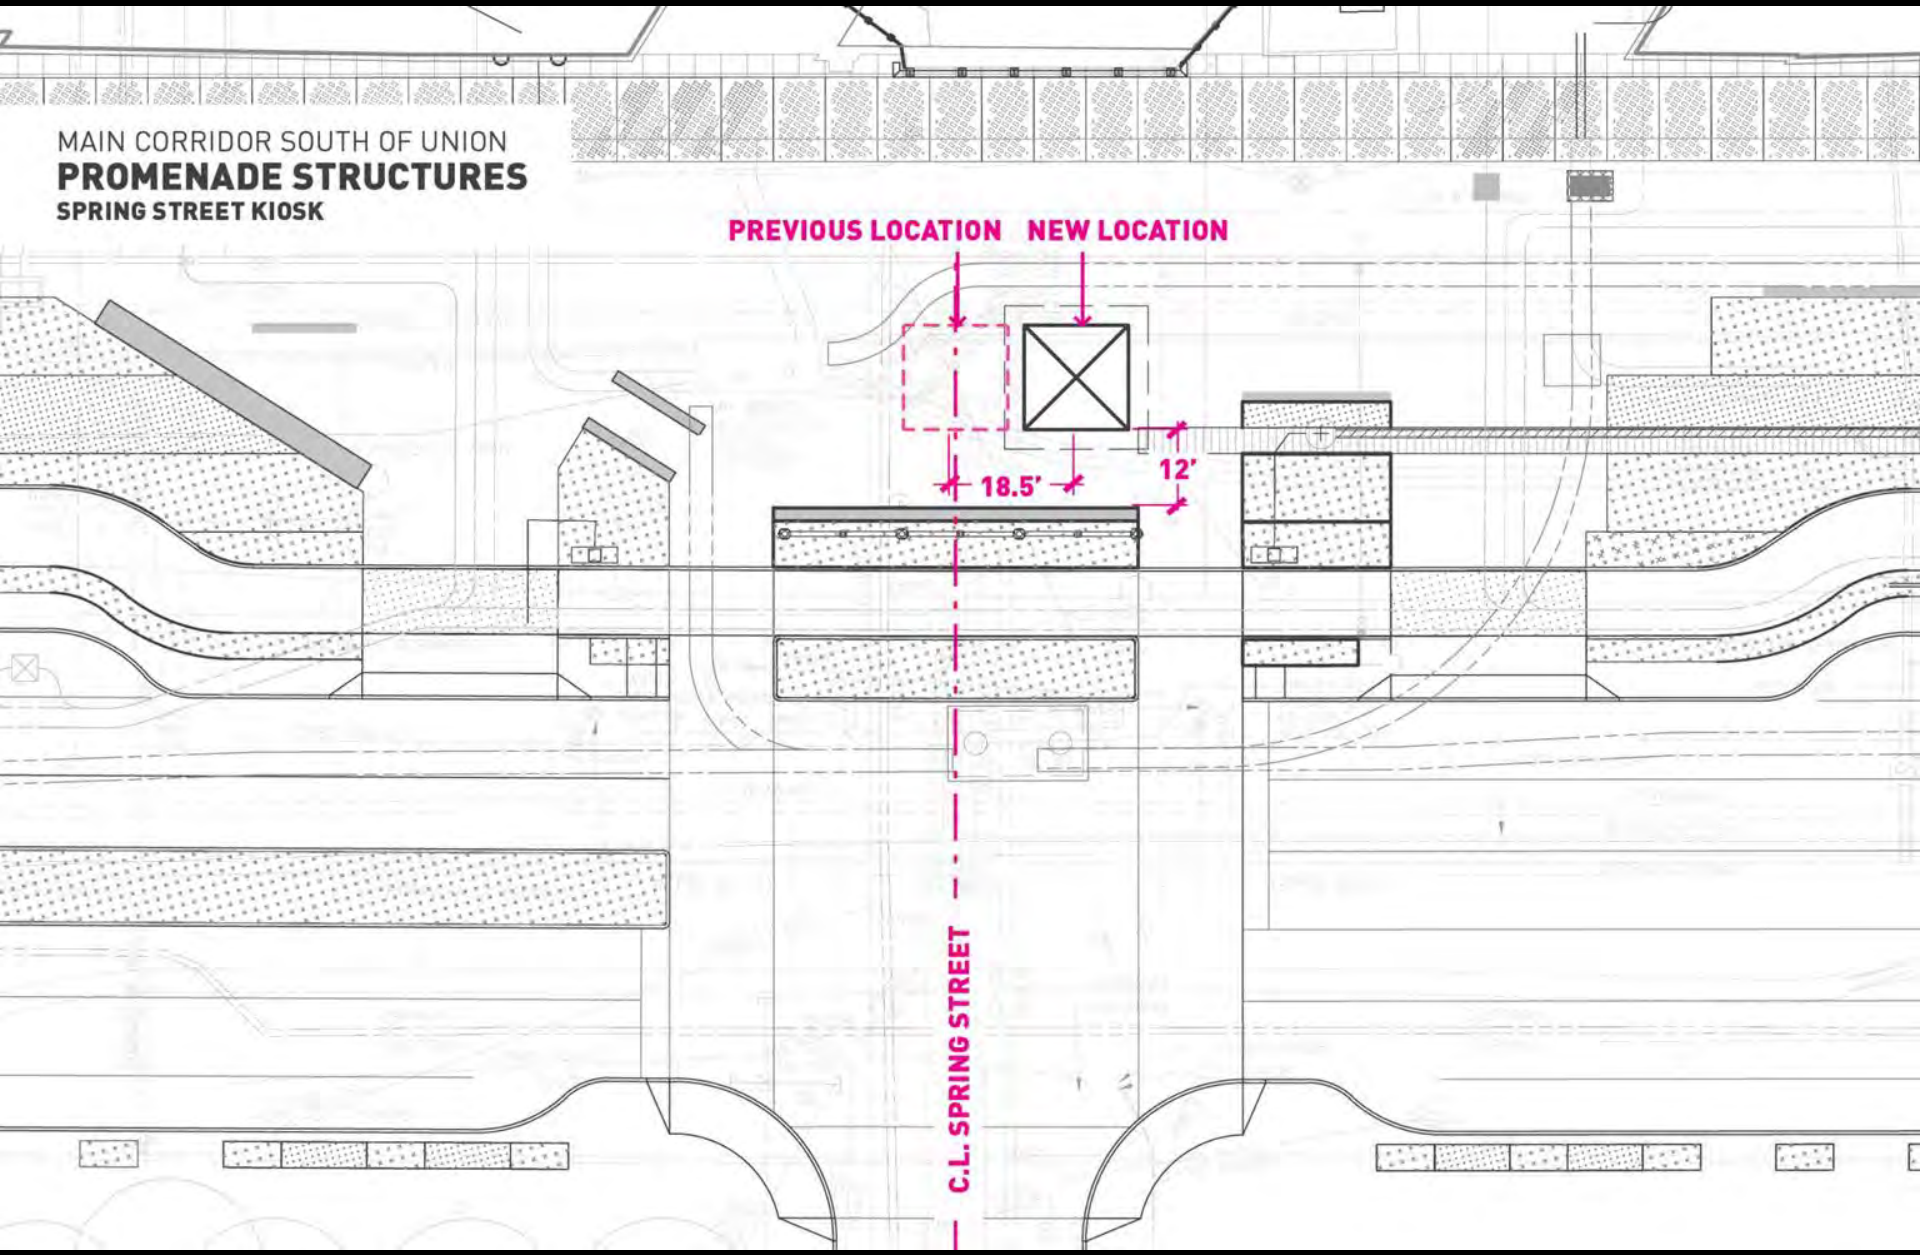 MAIN CORRIDOR SOUTH OF UNION
PROMENADE STRUCTURES
SPRING STREET KIOSK
PREVIOUS LOCATION
NEW LOCATION
12'
18.5'
C.L. SPRING STREET